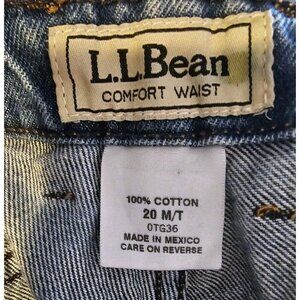 L.L.Bean
COMFORT WAIST
100% COTTON
20 M/T
0TG36
MADE IN MEXICO
CARE ON REVERSE